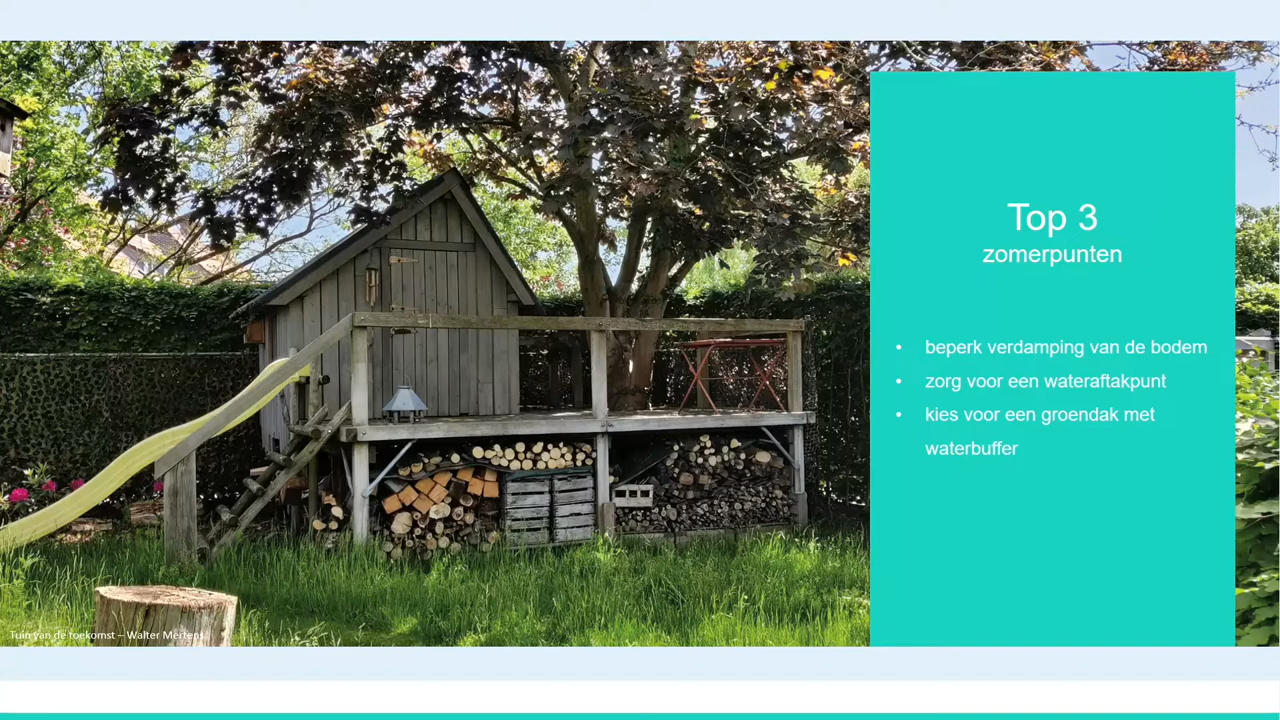 Top 3
zomerpunten
• beperk verdamping van de bodem
• zorg voor een wateraftakpunt
• kies voor een groendak met
waterbuffer
Tuin van de toekomst – Walter Mertens